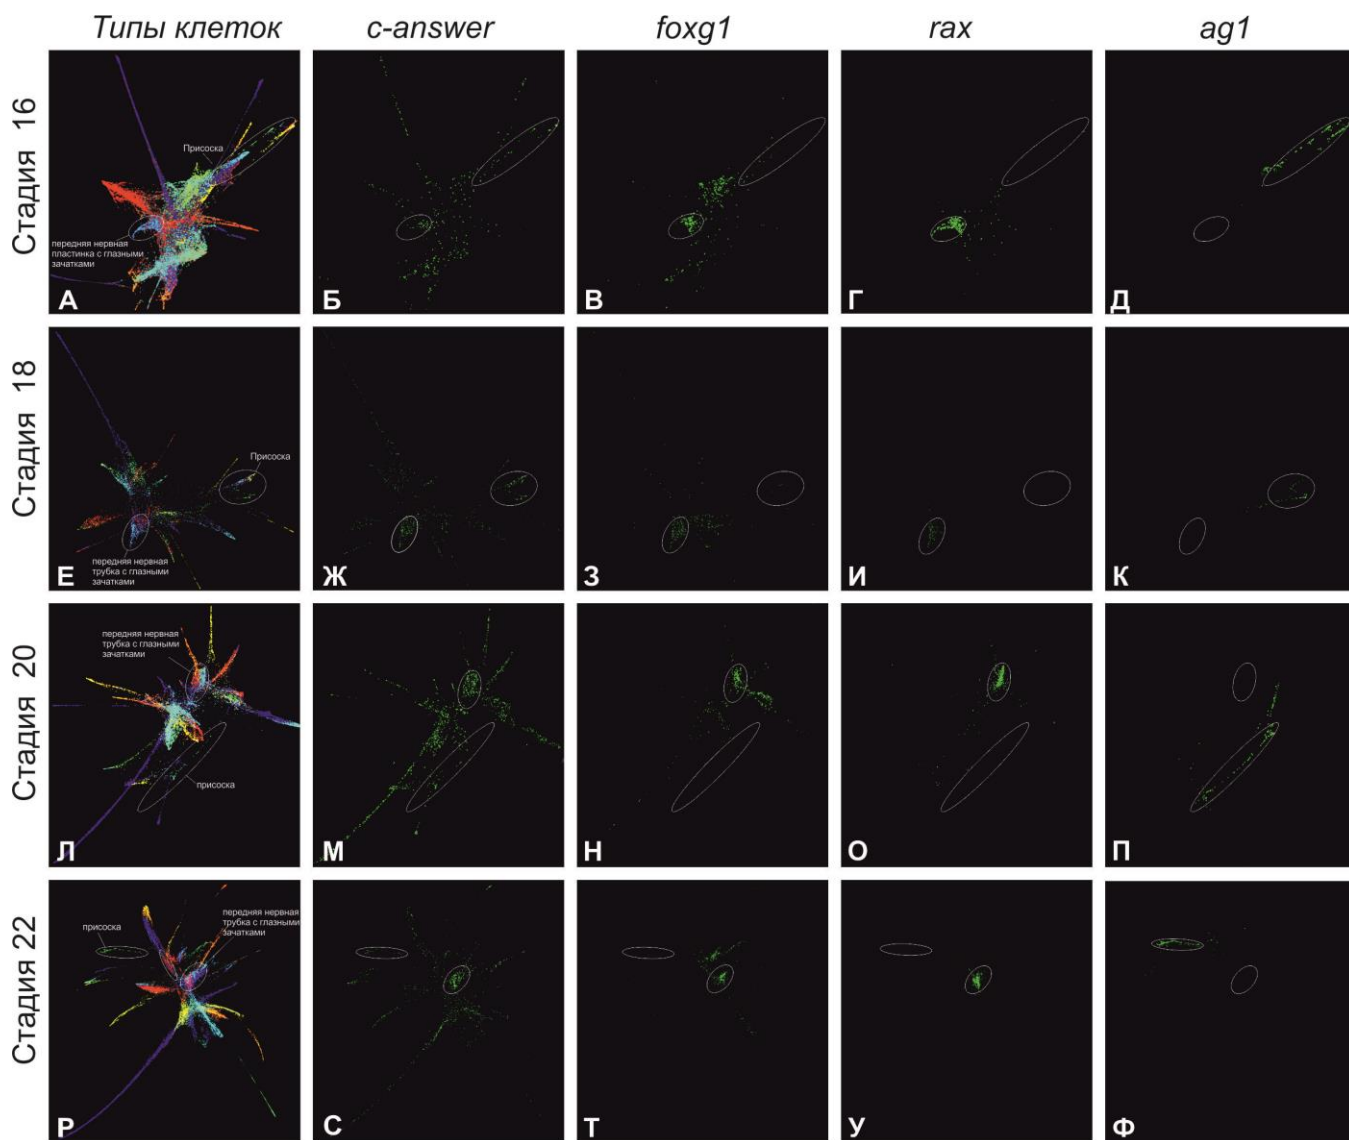 Типы клеток c-answer foxg1 rax ag1
Стадия 16
Присоска
передняя нервная
пластинка с глазными
зачатками
А Б В Г Д
Стадия 18
Присоска
передняя нервная
трубка с глазными
зачатками
Е Ж З И К
Стадия 20
передняя нервная
трубка с глазными
зачатками
присоска
Л М Н О П
Стадия 22
передняя нервная
трубка с глазными
зачатками
присоска
Р С Т У Ф